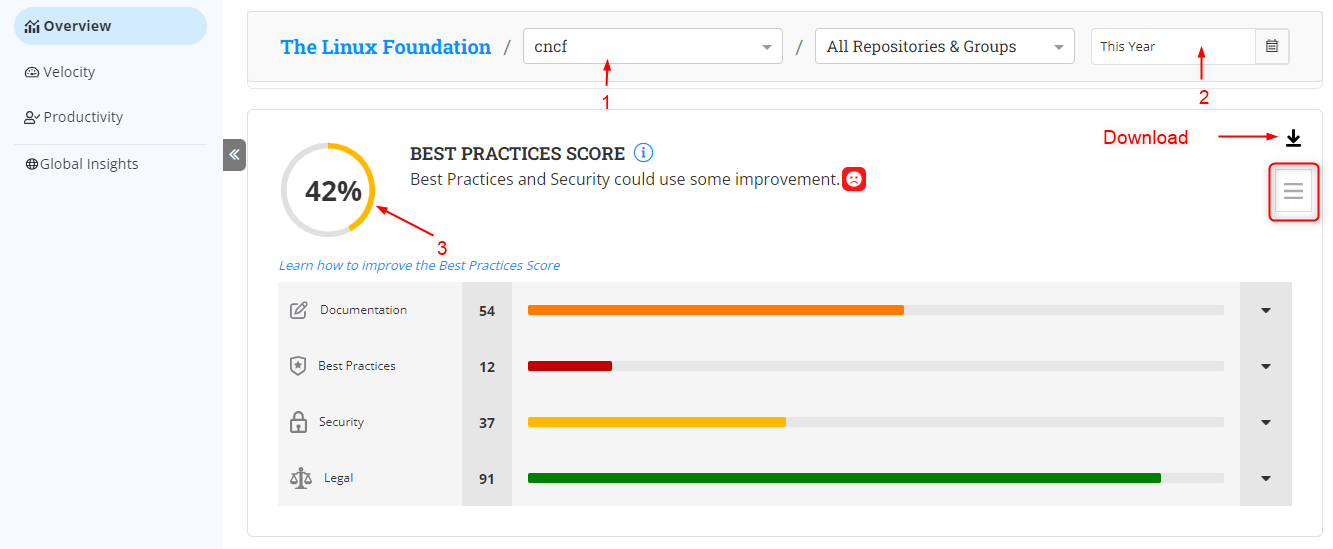 Overview
Velocity
Productivity
Global Insights
The Linux Foundation / cncf / All Repositories & Groups This Year
1
2
Download
42%
BEST PRACTICES SCORE
Best Practices and Security could use some improvement.
3
Learn how to improve the Best Practices Score
Documentation 54
Best Practices 12
Security 37
Legal 91